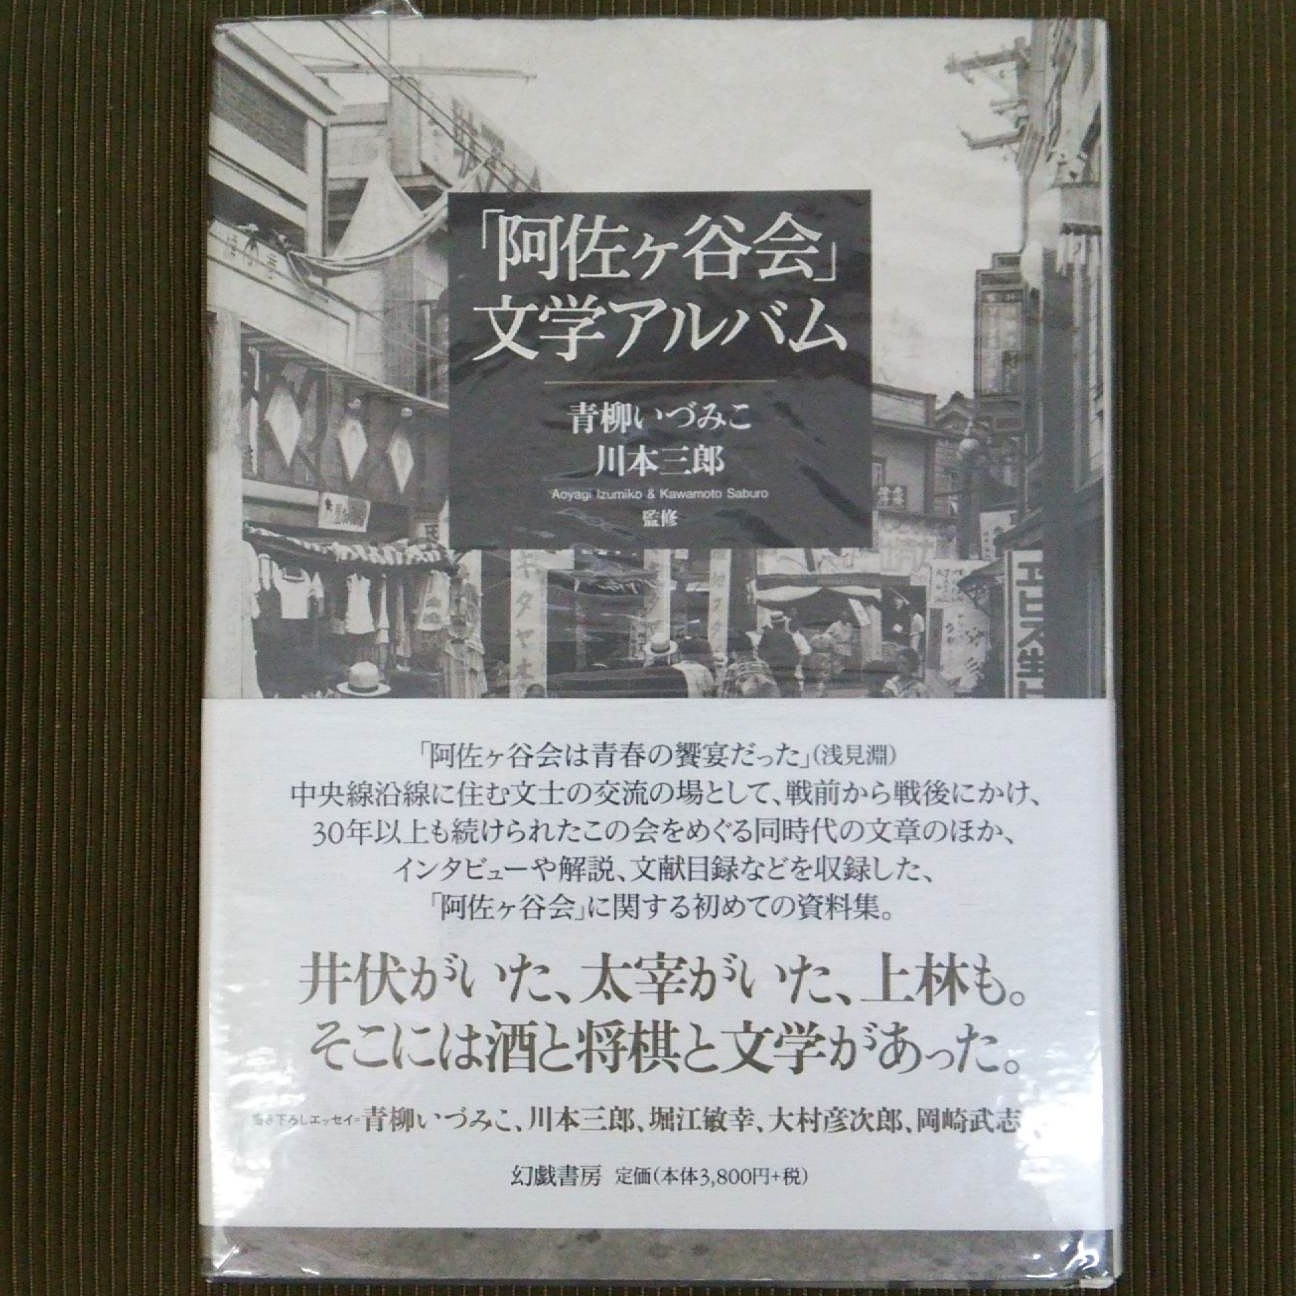 「阿佐ヶ谷会」
文学アルバム
青柳いづみこ
川本三郎
Aoyagi Izumiko & Kawamoto Saburo
監修
キタヤ
エロス生
「阿佐ヶ谷会は青春の饗宴だった」(浅見淵)
中央線沿線に住む文士の交流の場として、戦前から戦後にかけ、
30年以上も続けられたこの会をめぐる同時代の文章のほか、
インタビューや解説、文献目録などを収録した、
「阿佐ヶ谷会」に関する初めての資料集。
井伏がいた、太宰がいた、上林も。
そこには酒と将棋と文学があった。
書き下ろしエッセイ=青柳いづみこ、川本三郎、堀江敏幸、大村彦次郎、岡崎武志
幻戯書房 定価(本体3,800円+税)